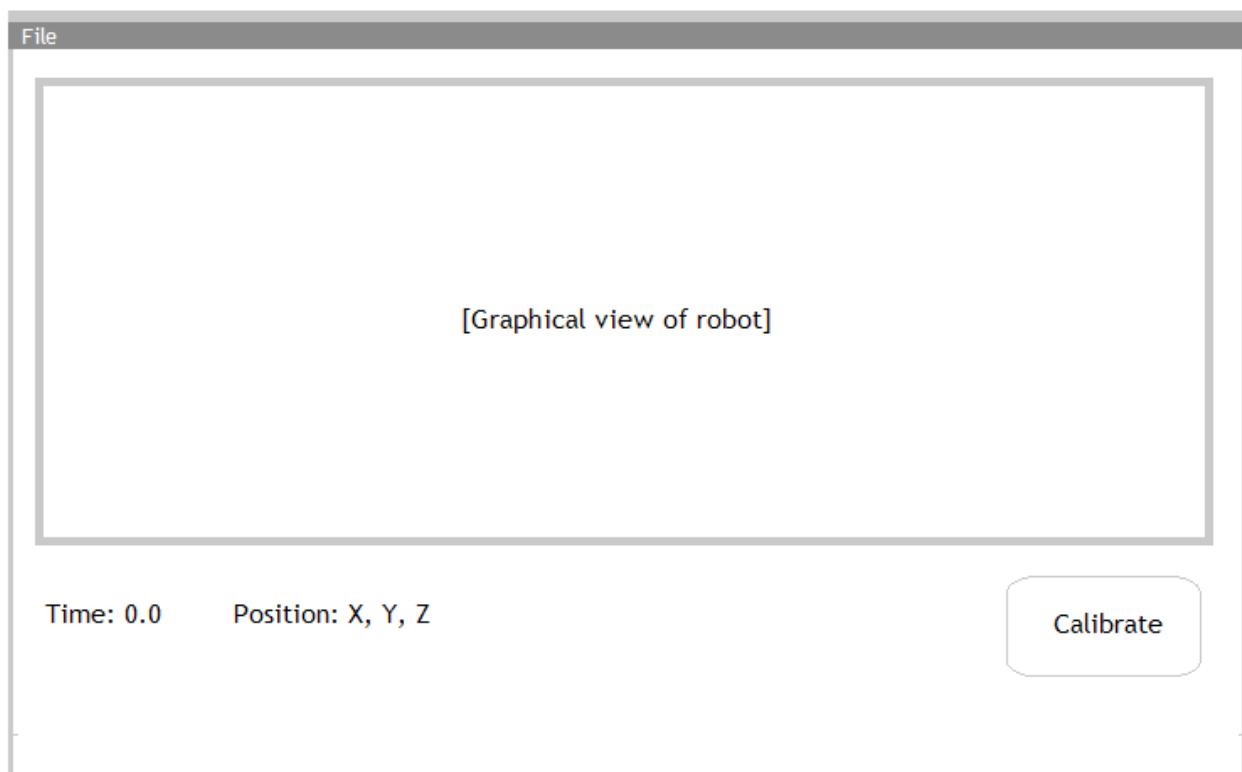 File
[Graphical view of robot]
Time: 0.0 Position: X, Y, Z
Calibrate